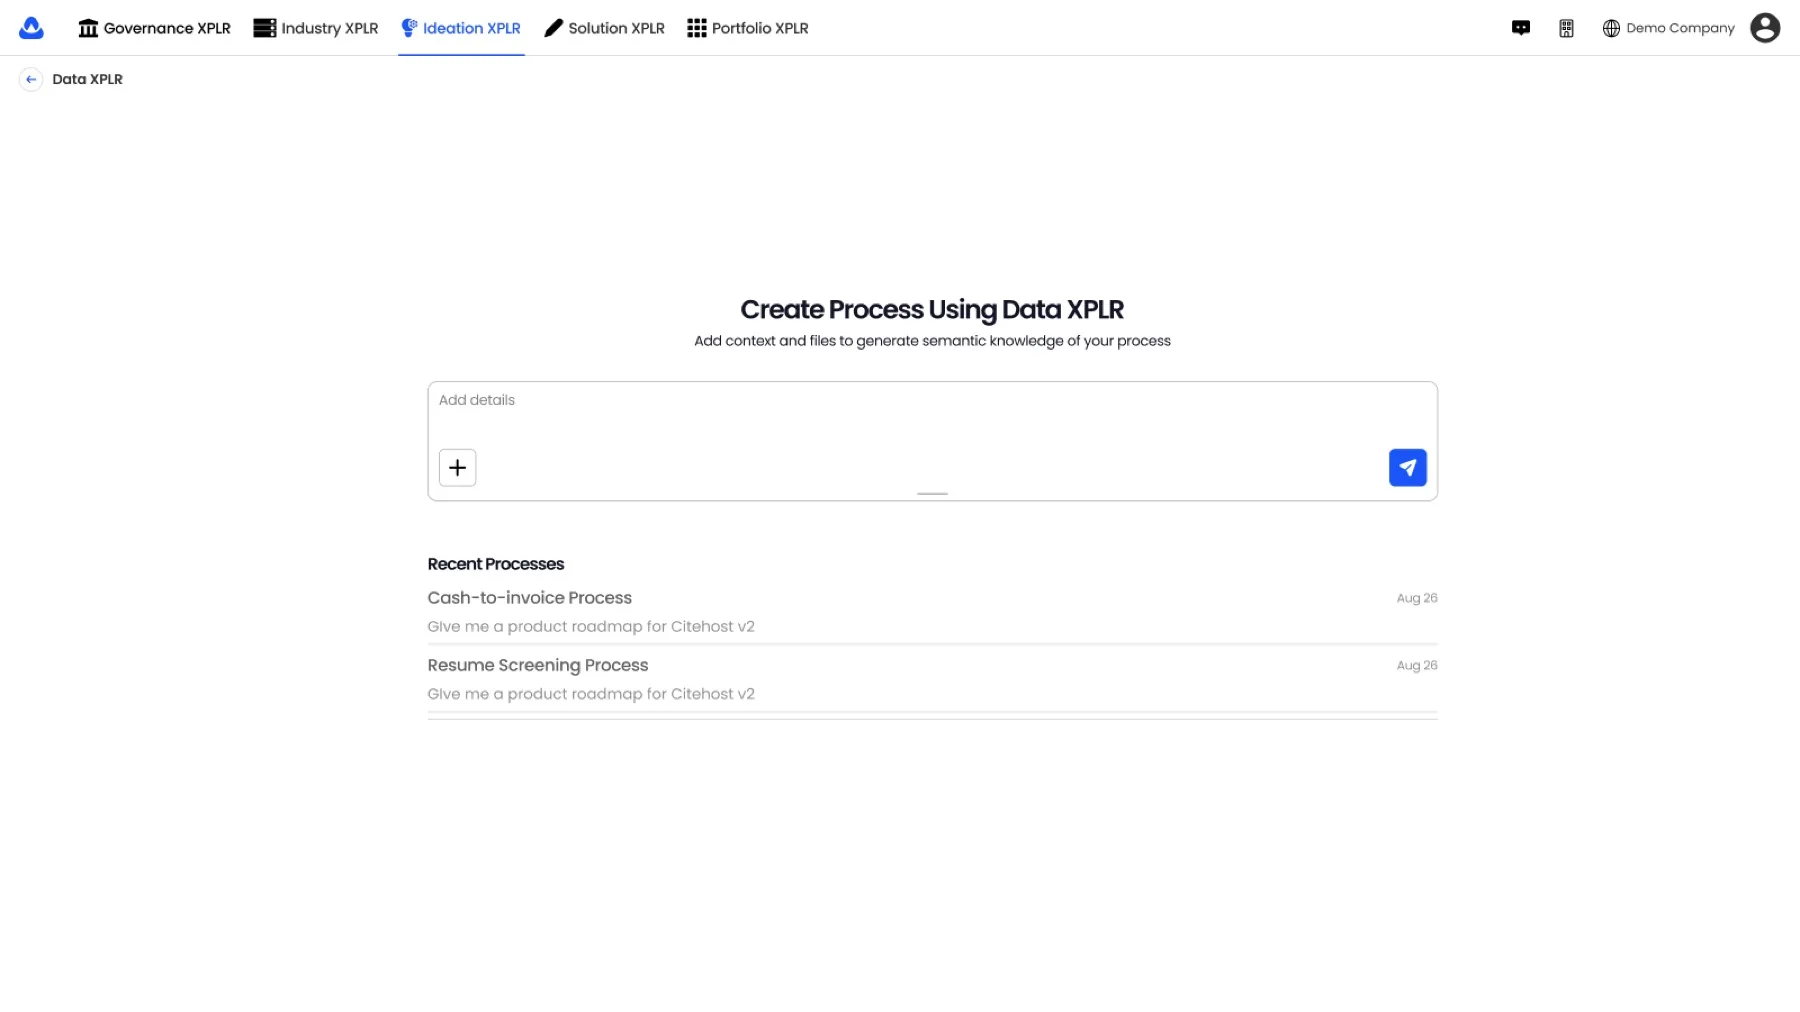 Governance XPLR
Industry XPLR
Ideation XPLR
Solution XPLR
Portfolio XPLR
Demo Company
Data XPLR
Create Process Using Data XPLR
Add context and files to generate semantic knowledge of your process
Add details
Recent Processes
Cash-to-invoice Process
Aug 26
GIve me a product roadmap for Citehost v2
Resume Screening Process
Aug 26
GIve me a product roadmap for Citehost v2